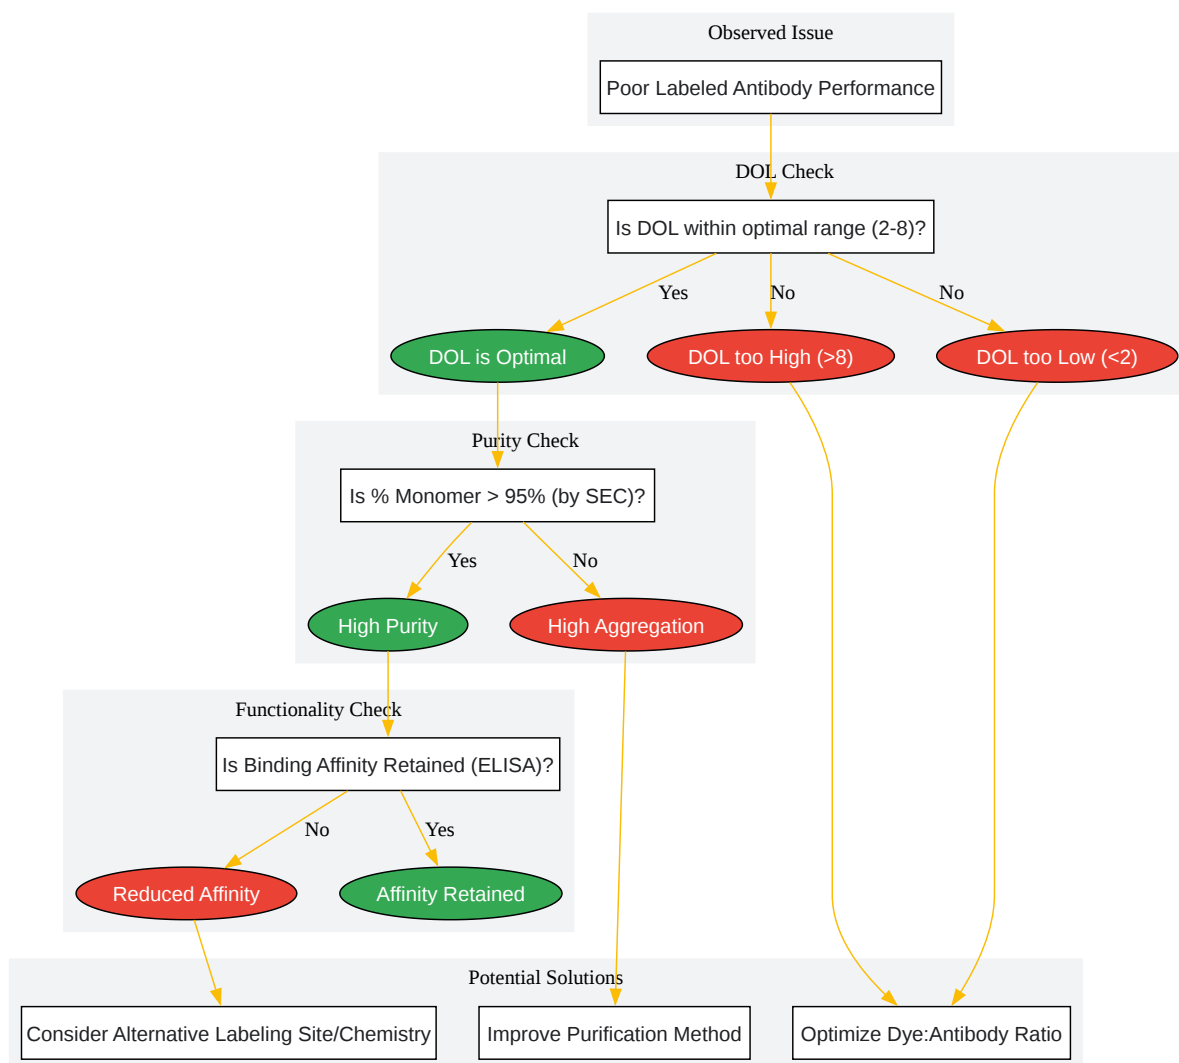 Observed Issue
Poor Labeled Antibody Performance
DOL Check
Is DOL within optimal range (2-8)?
Yes
No
No
DOL is Optimal
DOL too High (>8)
DOL too Low (<2)
Purity Check
Is % Monomer > 95% (by SEC)?
Yes
No
High Purity
High Aggregation
Functionality Check
Is Binding Affinity Retained (ELISA)?
No
Yes
Reduced Affinity
Affinity Retained
Potential Solutions
Consider Alternative Labeling Site/Chemistry
Improve Purification Method
Optimize Dye:Antibody Ratio